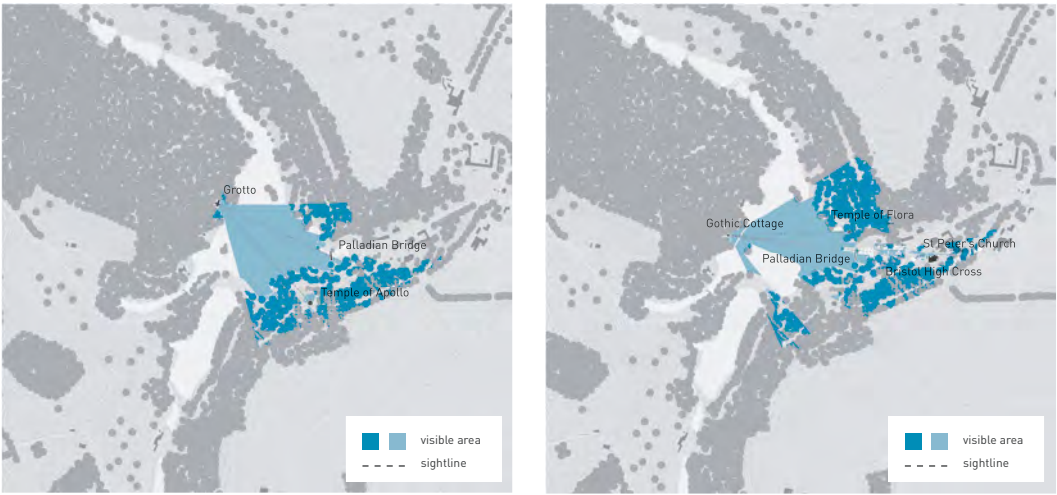 Grotto
Palladian Bridge
Temple of Apollo
visible area
sightline
Temple of Flora
Gothic Cottage
St Peter's Church
Palladian Bridge
Bristol High Cross
visible area
sightline